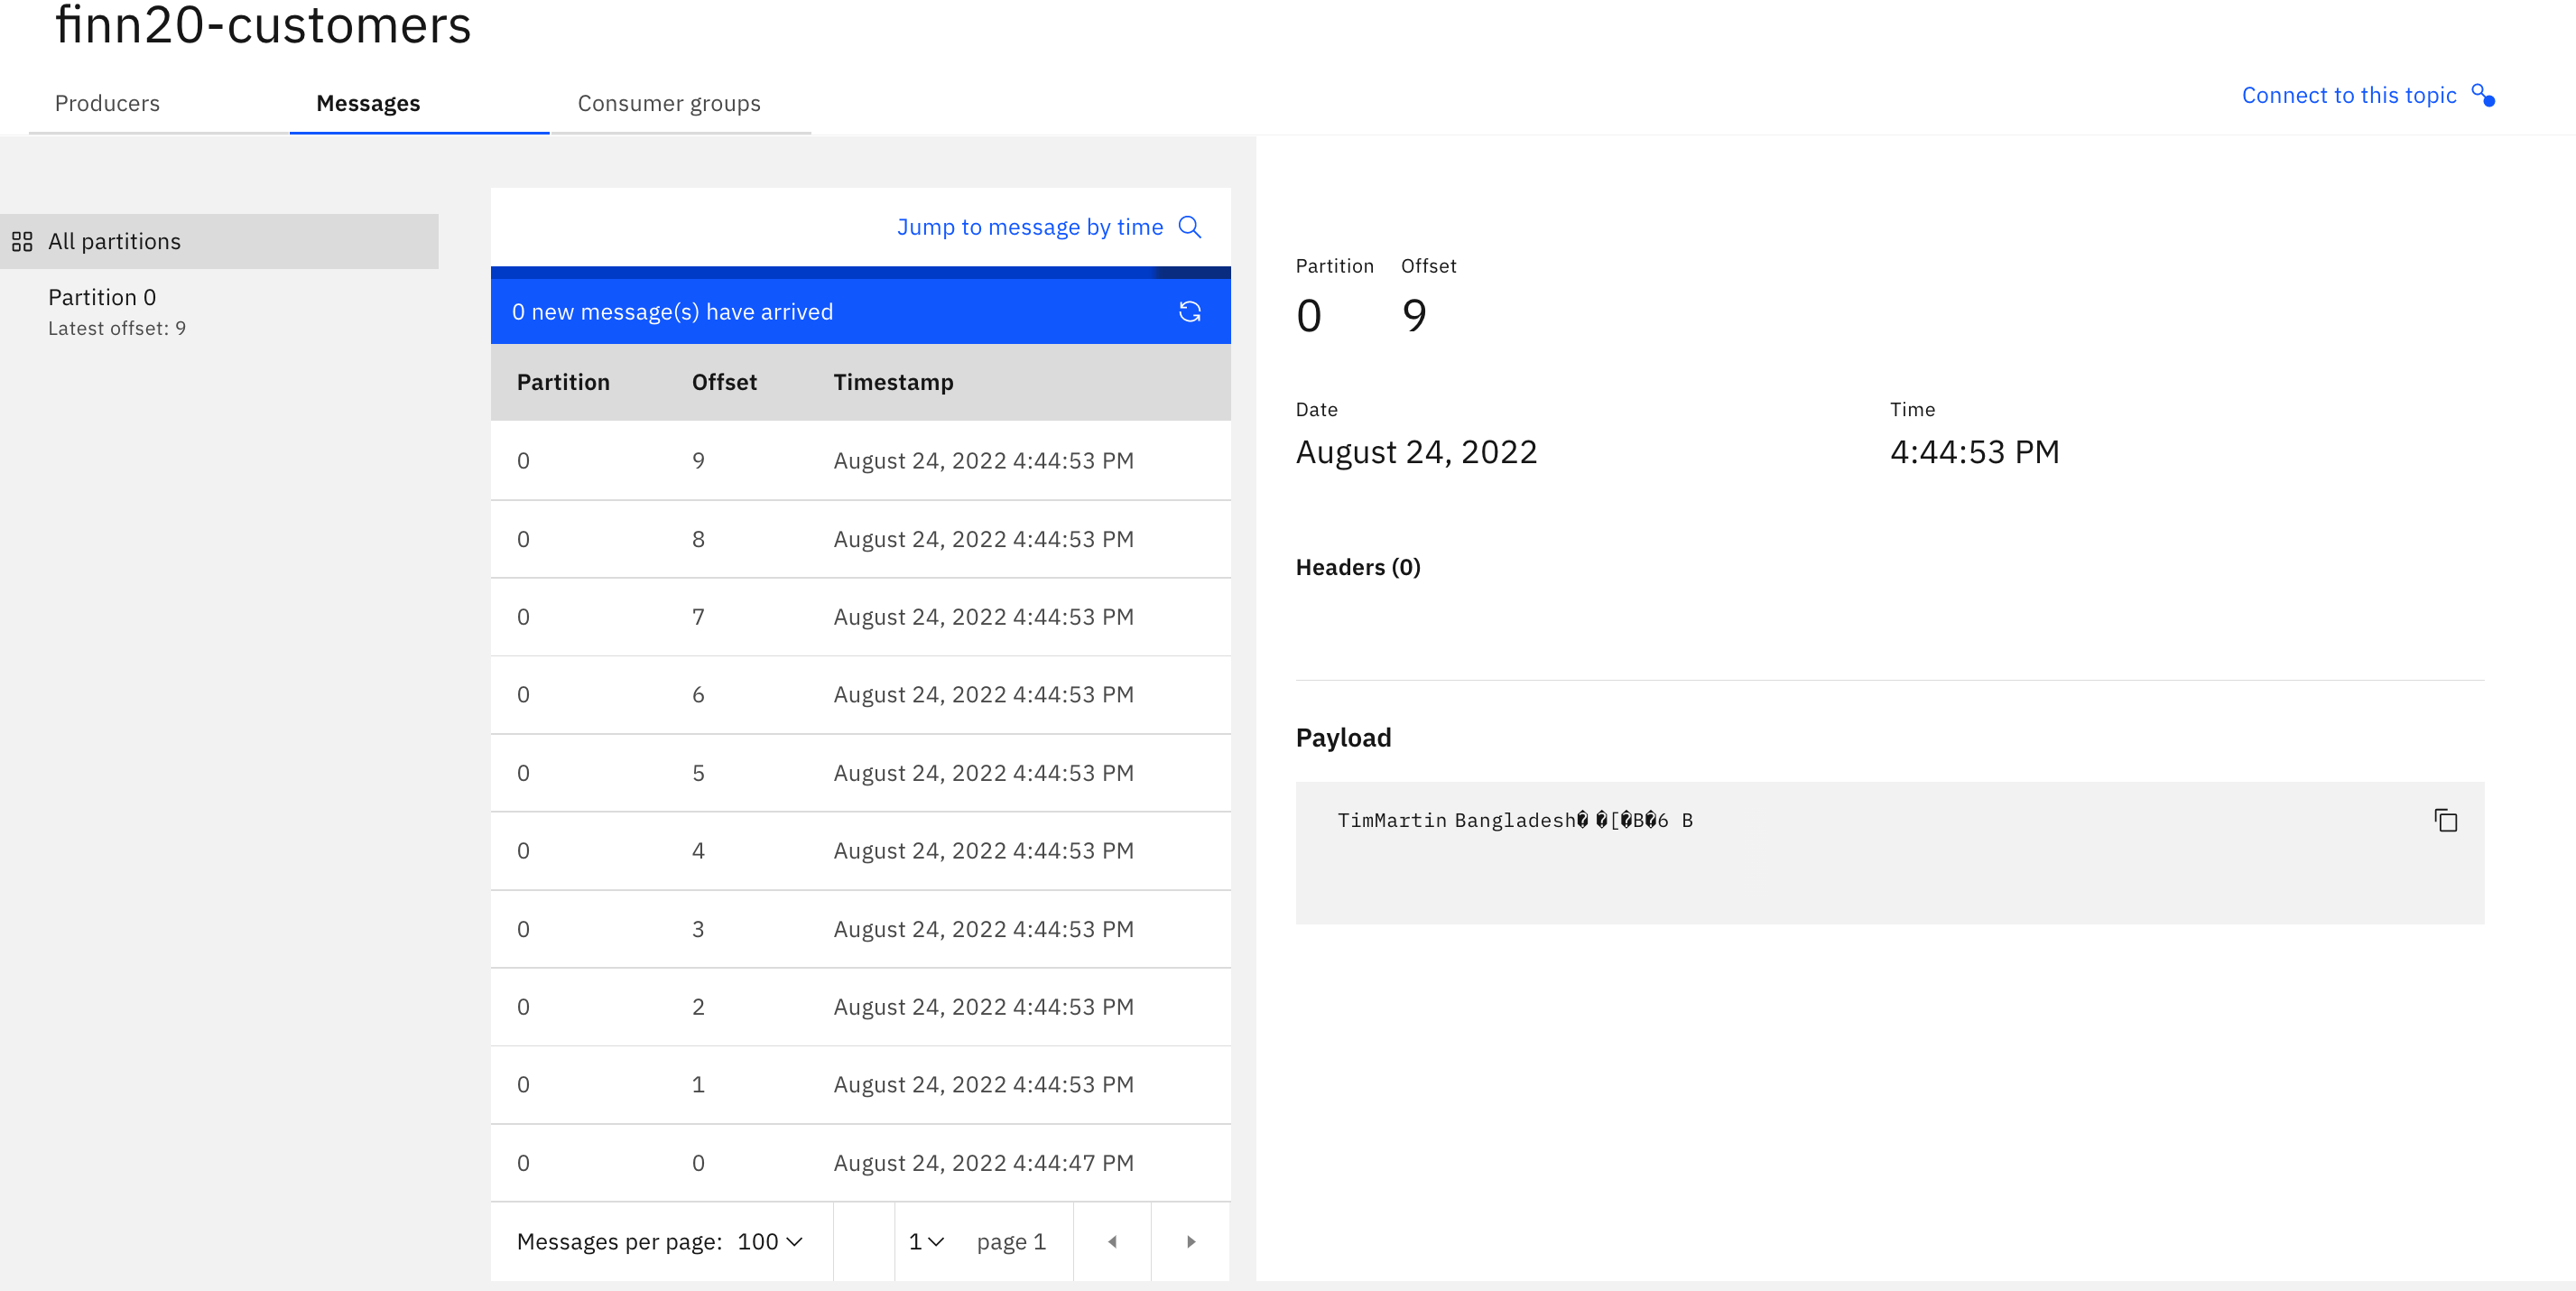 finn20-customers
Producers
Messages
Consumer groups
Connect to this topic
All partitions
Partition 0
Latest offset: 9
Jump to message by time
0 new message(s) have arrived
Partition Offset Timestamp
0 9 August 24, 2022 4:44:53 PM
0 8 August 24, 2022 4:44:53 PM
0 7 August 24, 2022 4:44:53 PM
0 6 August 24, 2022 4:44:53 PM
0 5 August 24, 2022 4:44:53 PM
0 4 August 24, 2022 4:44:53 PM
0 3 August 24, 2022 4:44:53 PM
0 2 August 24, 2022 4:44:53 PM
0 1 August 24, 2022 4:44:53 PM
0 0 August 24, 2022 4:44:47 PM
Messages per page: 100 1 page 1
Partition Offset
0 9
Date Time
August 24, 2022 4:44:53 PM
Headers (0)
Payload
TimMartin Bangladesh� �[�B�6 B